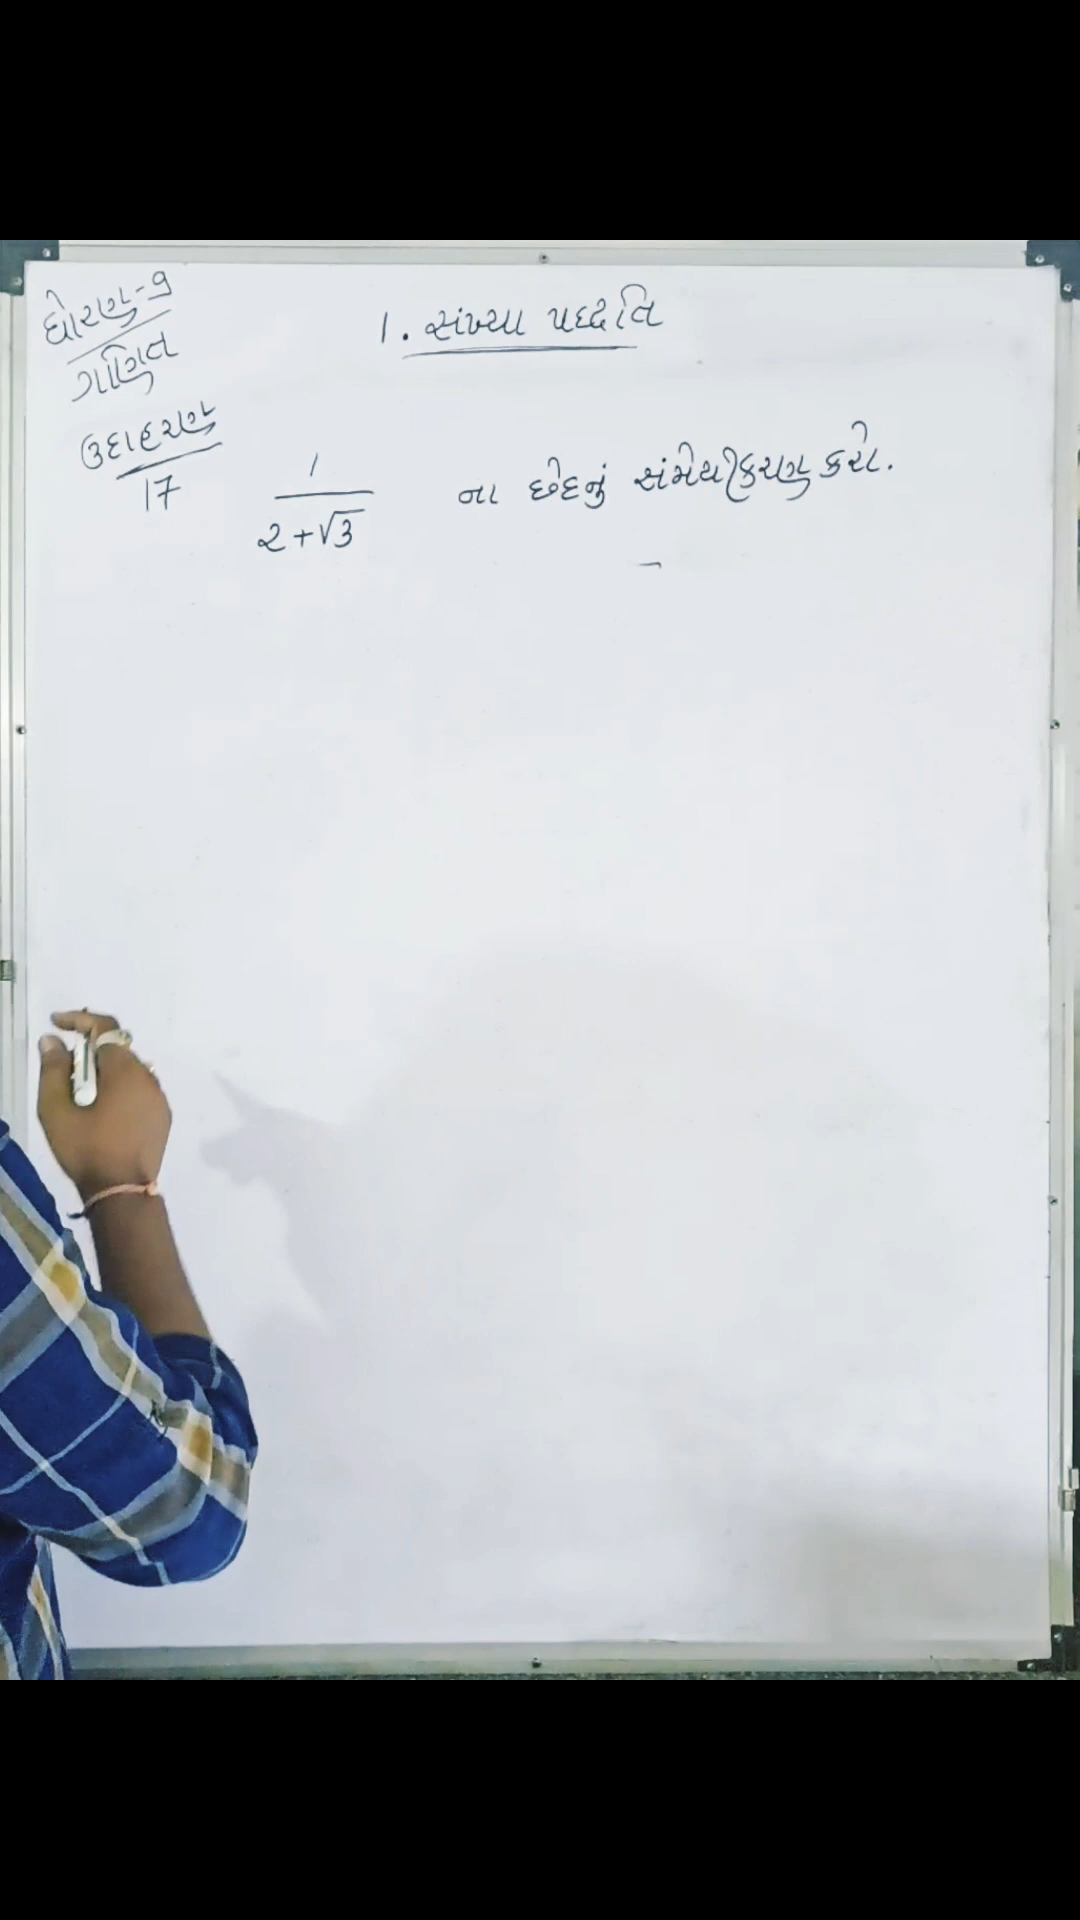 ધોરણ-9
ગણિત
1. સંખ્યા પદ્ધતિ
ઉદાહરણ
17
1
2+√3
ના છેદનું સંમેયીકરણ કરો.